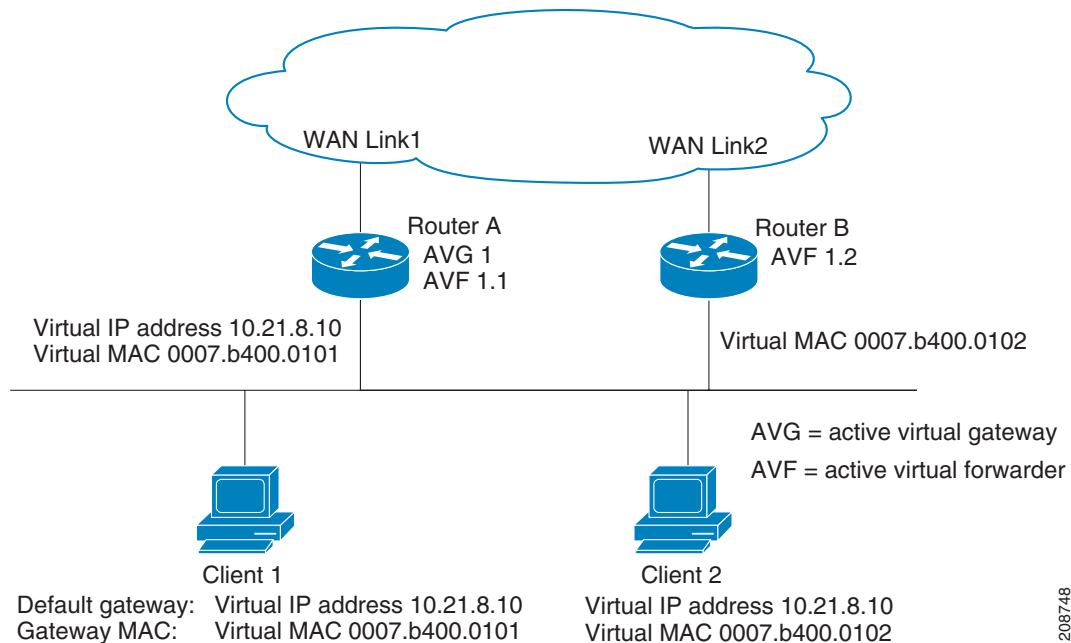 WAN Link1
WAN Link2
Router A
AVG 1
AVF 1.1
Router B
AVF 1.2
Virtual IP address 10.21.8.10
Virtual MAC 0007.b400.0101
Virtual MAC 0007.b400.0102
AVG = active virtual gateway
AVF = active virtual forwarder
Client 1
Client 2
Default gateway: Virtual IP address 10.21.8.10
Gateway MAC: Virtual MAC 0007.b400.0101
Virtual IP address 10.21.8.10
Virtual MAC 0007.b400.0102
208748